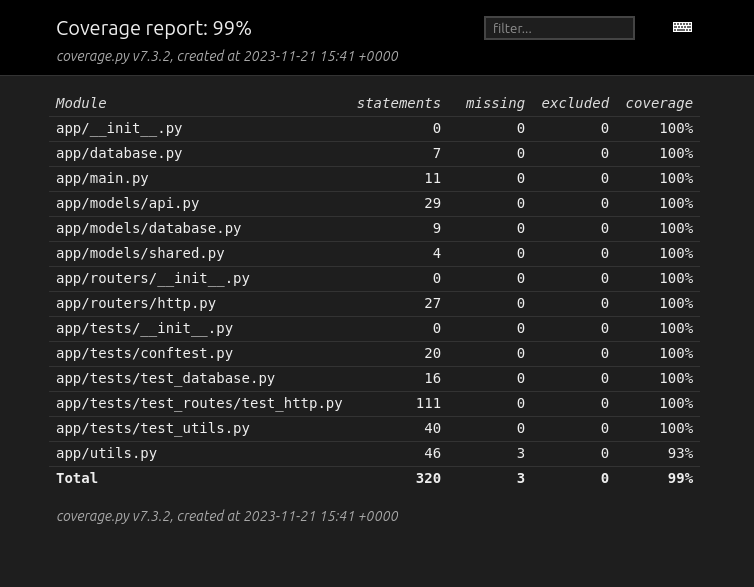 Coverage report: 99%
filter...
coverage.py v7.3.2, created at 2023-11-21 15:41 +0000
Module statements missing excluded coverage
app/__init__.py 0 0 0 100%
app/database.py 7 0 0 100%
app/main.py 11 0 0 100%
app/models/api.py 29 0 0 100%
app/models/database.py 9 0 0 100%
app/models/shared.py 4 0 0 100%
app/routers/__init__.py 0 0 0 100%
app/routers/http.py 27 0 0 100%
app/tests/__init__.py 0 0 0 100%
app/tests/conftest.py 20 0 0 100%
app/tests/test_database.py 16 0 0 100%
app/tests/test_routes/test_http.py 111 0 0 100%
app/tests/test_utils.py 40 0 0 100%
app/utils.py 46 3 0 93%
Total 320 3 0 99%
coverage.py v7.3.2, created at 2023-11-21 15:41 +0000